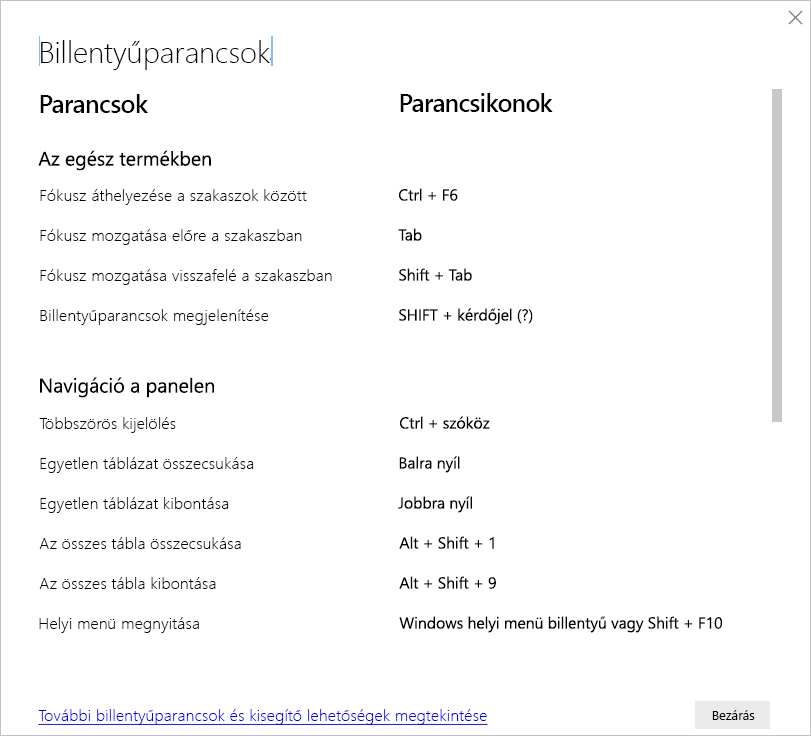 Billentyűparancsok
Parancsok Parancsikonok
Az egész termékben
Fókusz áthelyezése a szakaszok között Ctrl + F6
Fókusz mozgatása előre a szakaszban Tab
Fókusz mozgatása visszafelé a szakaszban Shift + Tab
Billentyűparancsok megjelenítése SHIFT + kérdőjel (?)
Navigáció a panelen
Többszörös kijelölés Ctrl + szóköz
Egyetlen táblázat összecsukása Balra nyíl
Egyetlen táblázat kibontása Jobbra nyíl
Az összes tábla összecsukása Alt + Shift + 1
Az összes tábla kibontása Alt + Shift + 9
Helyi menü megnyitása Windows helyi menü billentyű vagy Shift + F10
További billentyűparancsok és kisegítő lehetőségek megtekintése Bezárás